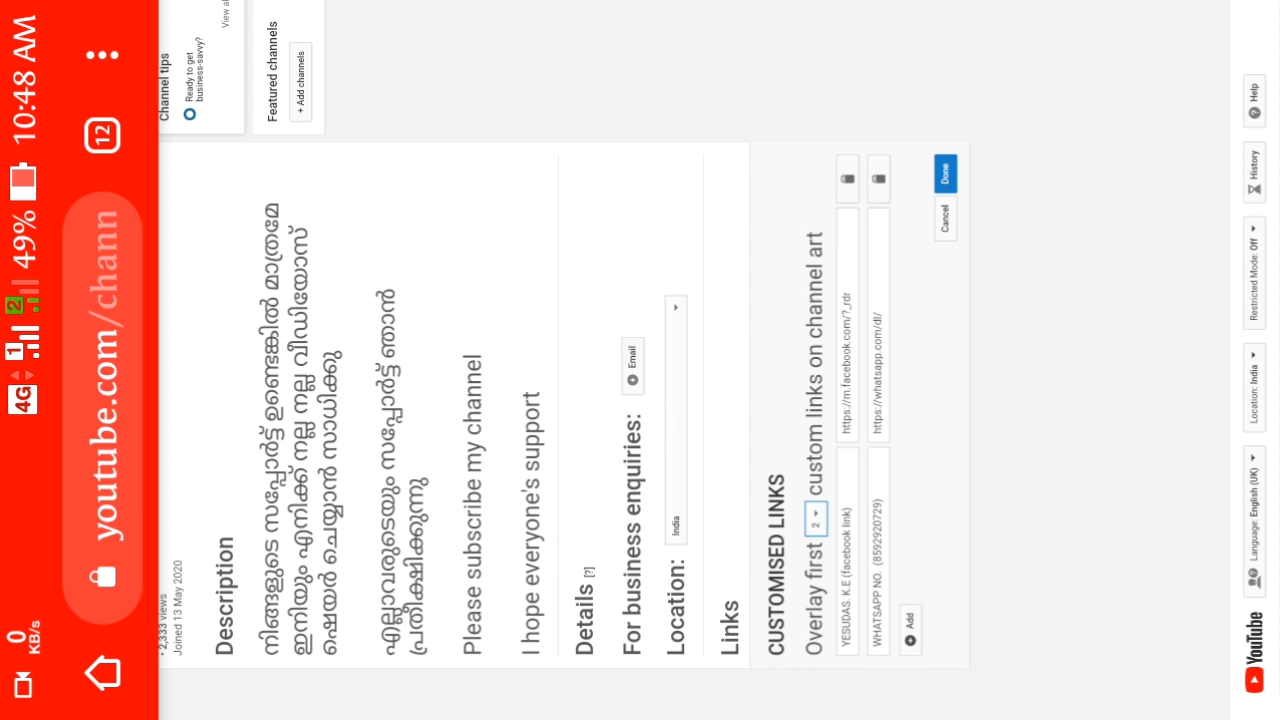 4G 1 2 49% 10:48 AM
0
KB/s
youtube.com/chann
12
• 2,333 views
Joined 13 May 2020
Description
നിങ്ങളുടെ സപ്പോർട്ട് ഉണ്ടെങ്കിൽ മാത്രമേ
ഇനിയും എനിക്ക് നല്ല നല്ല വീഡിയോസ്
ഷെയർ ചെയ്യാൻ സാധിക്കു
എല്ലാവരുടെയും സപ്പോർട്ട് ഞാൻ
പ്രതീക്ഷിക്കുന്നു
Please subscribe my channel
I hope everyone's support
Details [?]
For business enquiries: Email
Location: India
Links
CUSTOMISED LINKS
Overlay first 2 custom links on channel art
YESUDAS. K.E (facebook link) https://m.facebook.com/?_rdr
WHATSAPP NO. (8592920729) https://whatsapp.com/dl/
Add
Cancel Done
Channel tips
Ready to get
business-savvy?
View al
Featured channels
+ Add channels
YouTube Language: English (UK) Location: India Restricted Mode: Off History Help